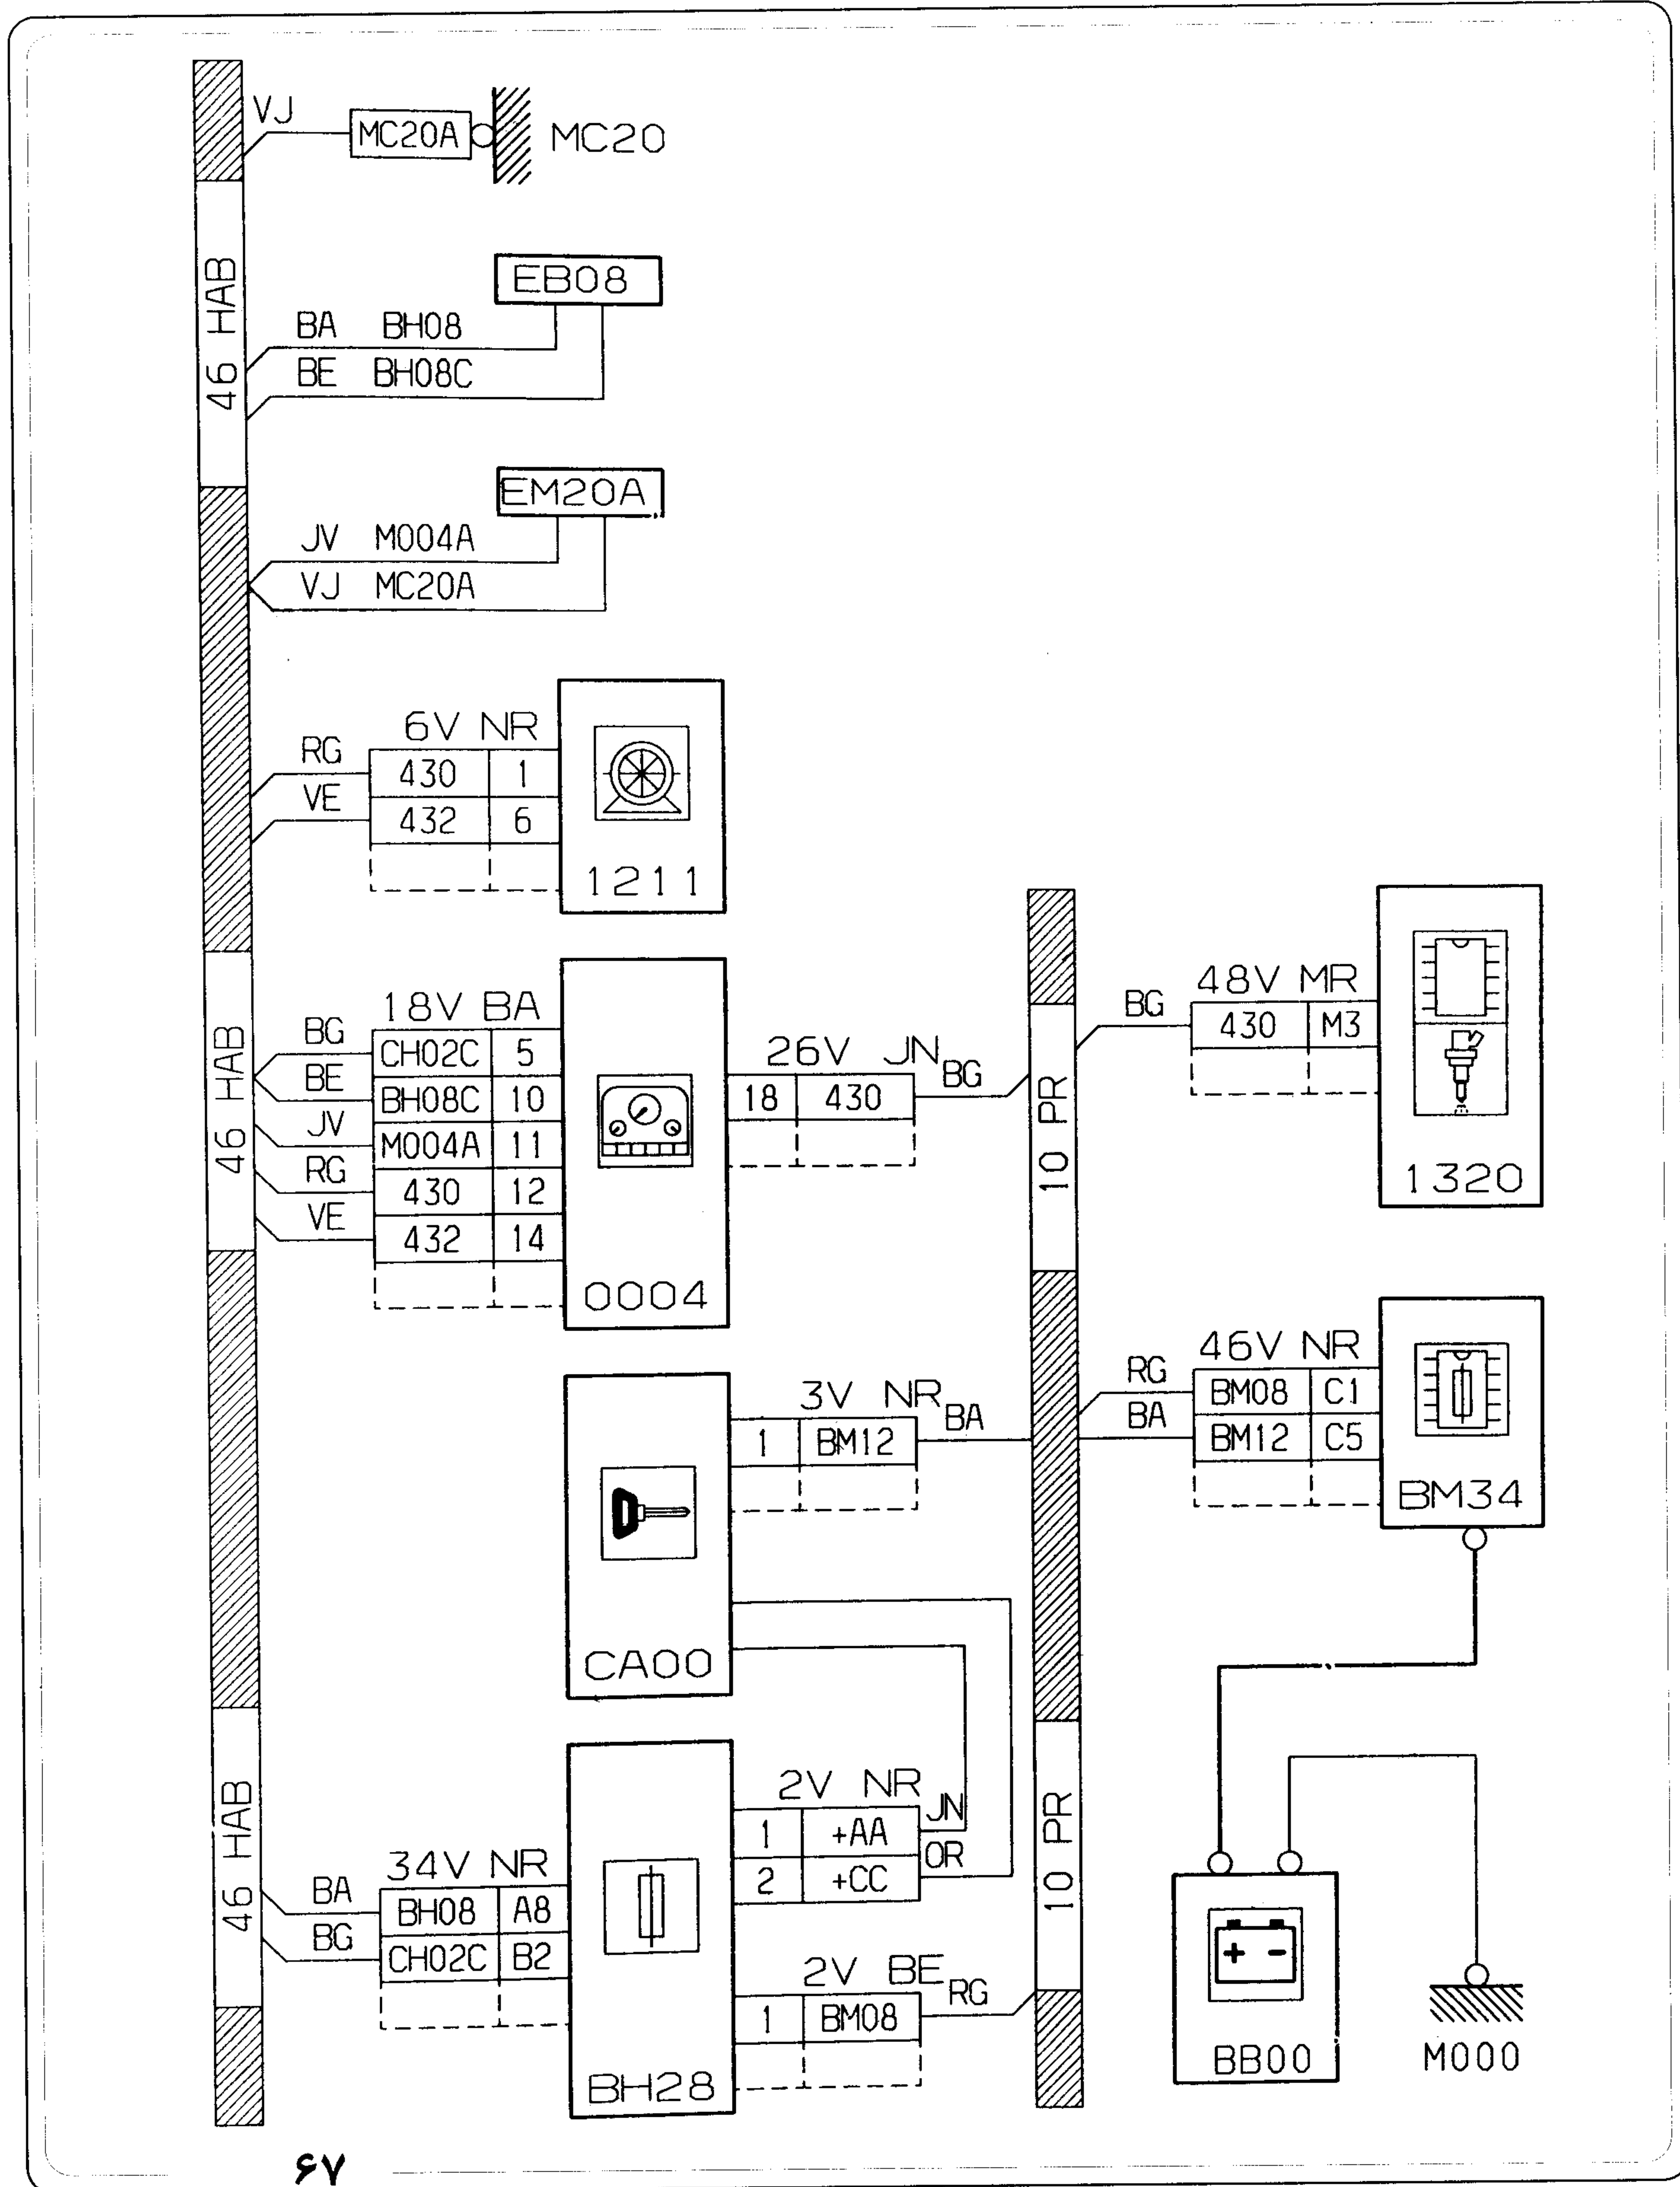 VJ
MC20A
MC20
46 HAB
EB08
BA BH08
BE BH08C
EM20A
JV M004A
VJ MC20A
6V NR
RG 430 1
VE 432 6
1211
46 HAB
18V BA
BG CH02C 5
BE BH08C 10
JV M004A 11
RG 430 12
VE 432 14
0004
26V JN
18 430 BG
10 PR
48V MR
BG 430 M3
1320
3V NR
1 BM12 BA
CA00
46V NR
RG BM08 C1
BA BM12 C5
BM34
46 HAB
34V NR
BA BH08 A8
BG CH02C B2
BH28
2V NR
1 +AA JN
2 +CC OR
2V BE
1 BM08 RG
10 PR
+ -
BB00
M000
۶۷